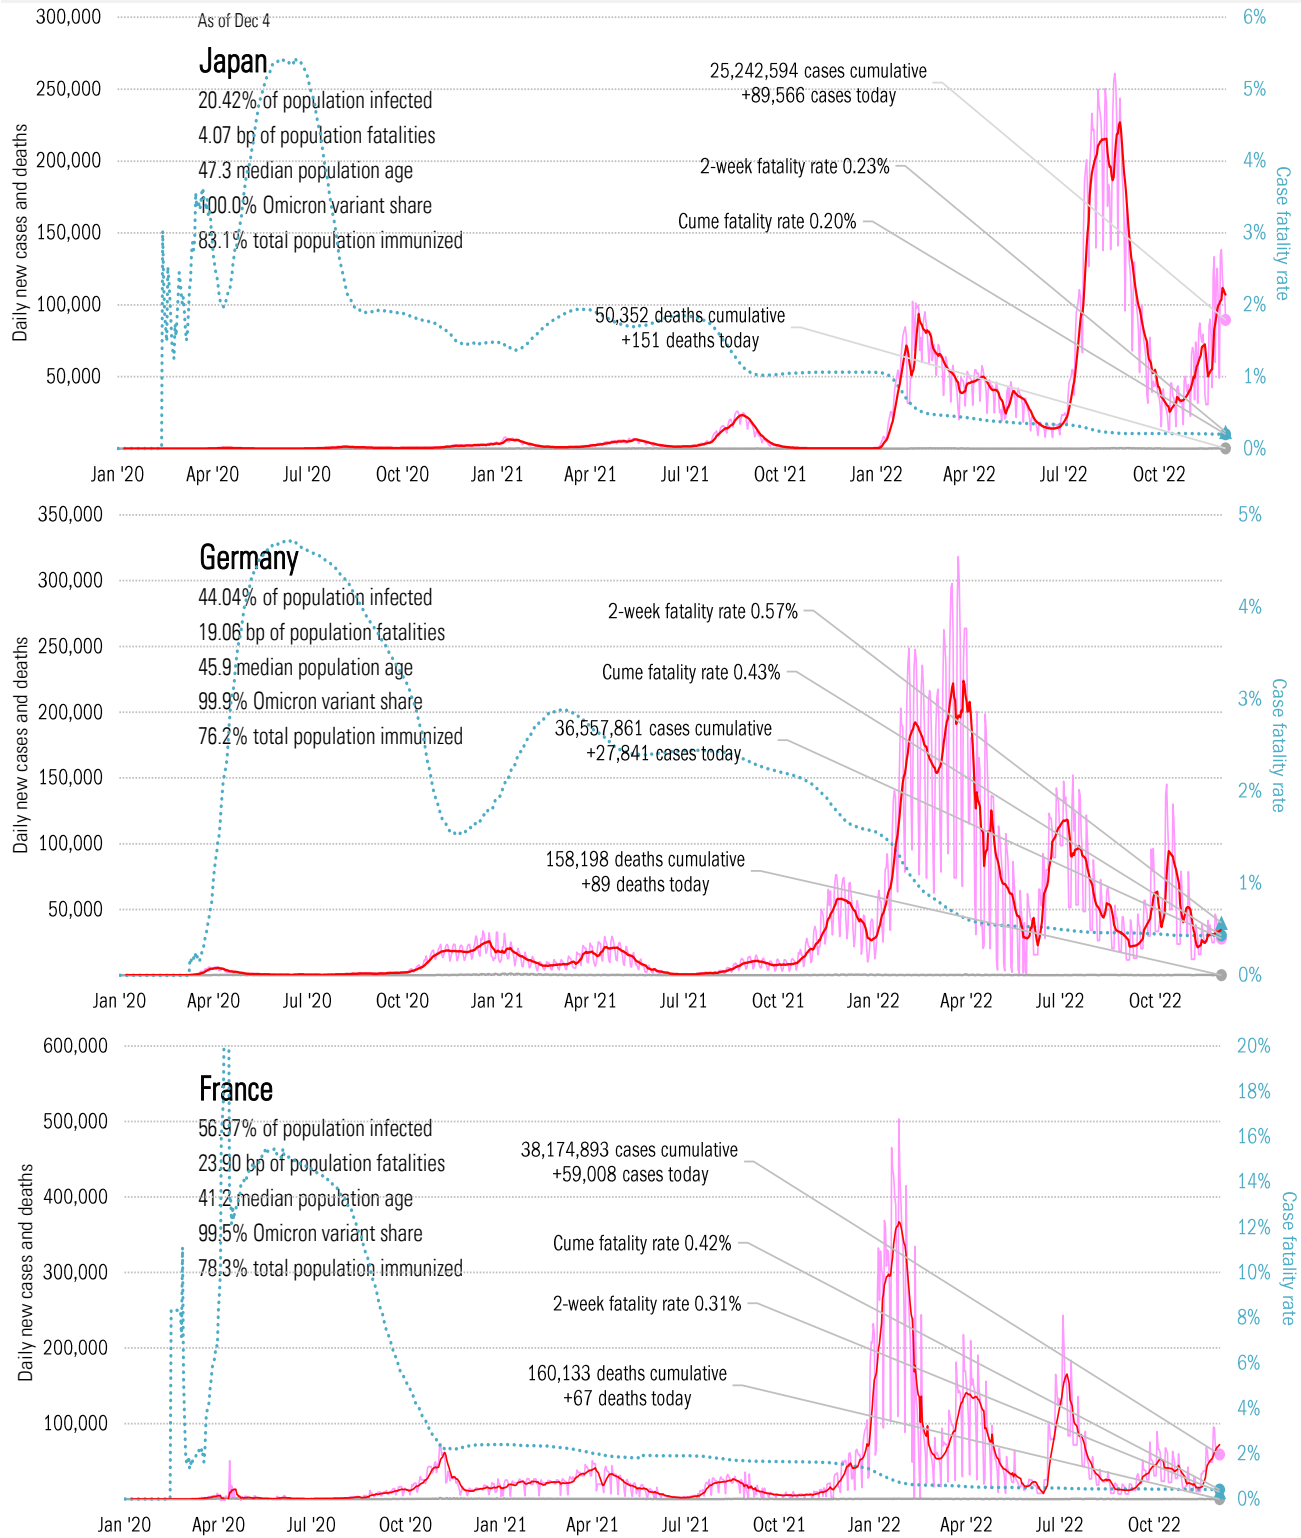 300,000
As of Dec 4
6%
Japan
20.42% of population infected
4.07 bp of population fatalities
47.3 median population age
100.0% Omicron variant share
83.1% total population immunized
25,242,594 cases cumulative
+89,566 cases today
2-week fatality rate 0.23%
Cume fatality rate 0.20%
50,352 deaths cumulative
+151 deaths today
250,000
200,000
150,000
100,000
50,000
Daily new cases and deaths
5%
4%
3%
2%
1%
0%
Case fatality rate
Jan '20 Apr '20 Jul '20 Oct '20 Jan '21 Apr '21 Jul '21 Oct '21 Jan '22 Apr '22 Jul '22 Oct '22
350,000
5%
Germany
44.04% of population infected
19.06 bp of population fatalities
45.9 median population age
99.9% Omicron variant share
76.2% total population immunized
2-week fatality rate 0.57%
Cume fatality rate 0.43%
36,557,861 cases cumulative
+27,841 cases today
158,198 deaths cumulative
+89 deaths today
300,000
250,000
200,000
150,000
100,000
50,000
Daily new cases and deaths
4%
3%
2%
1%
0%
Case fatality rate
Jan '20 Apr '20 Jul '20 Oct '20 Jan '21 Apr '21 Jul '21 Oct '21 Jan '22 Apr '22 Jul '22 Oct '22
600,000
20%
France
56.97% of population infected
23.90 bp of population fatalities
41.2 median population age
99.5% Omicron variant share
78.3% total population immunized
38,174,893 cases cumulative
+59,008 cases today
Cume fatality rate 0.42%
2-week fatality rate 0.31%
160,133 deaths cumulative
+67 deaths today
500,000
400,000
300,000
200,000
100,000
Daily new cases and deaths
18%
16%
14%
12%
10%
8%
6%
4%
2%
0%
Case fatality rate
Jan '20 Apr '20 Jul '20 Oct '20 Jan '21 Apr '21 Jul '21 Oct '21 Jan '22 Apr '22 Jul '22 Oct '22